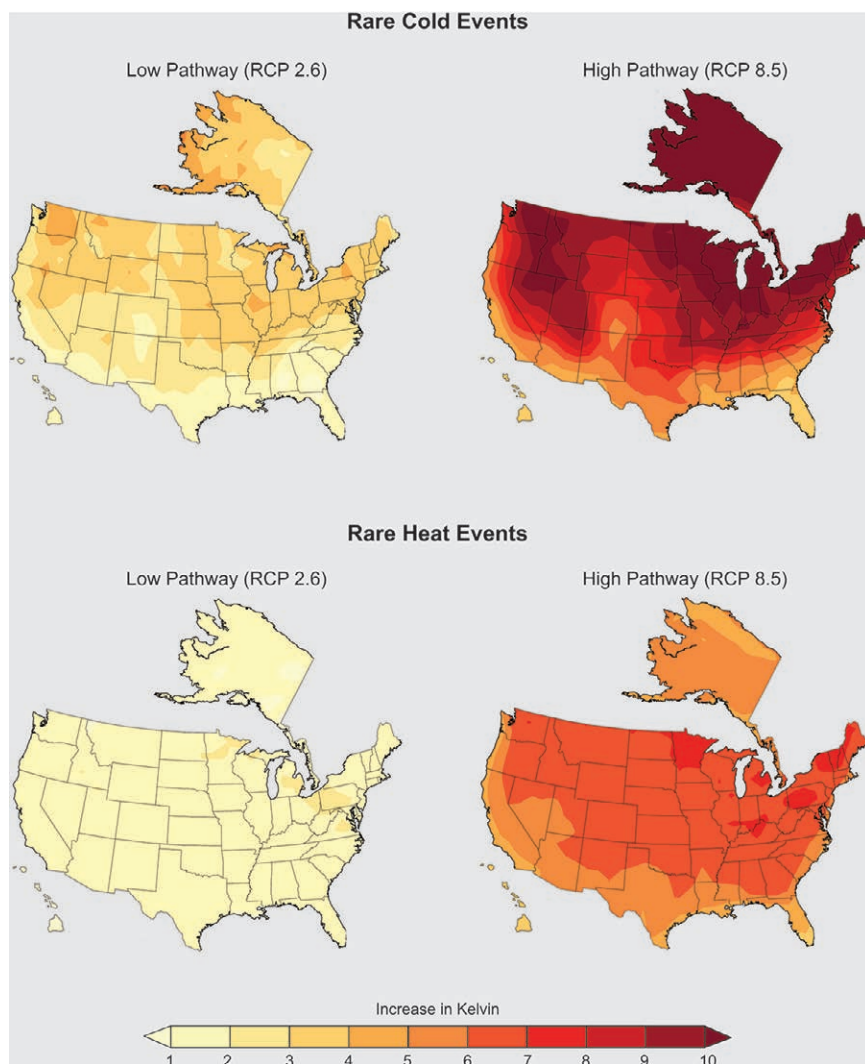 Rare Cold Events
Low Pathway (RCP 2.6)
High Pathway (RCP 8.5)
Rare Heat Events
Low Pathway (RCP 2.6)
High Pathway (RCP 8.5)
Increase in Kelvin
1 2 3 4 5 6 7 8 9 10